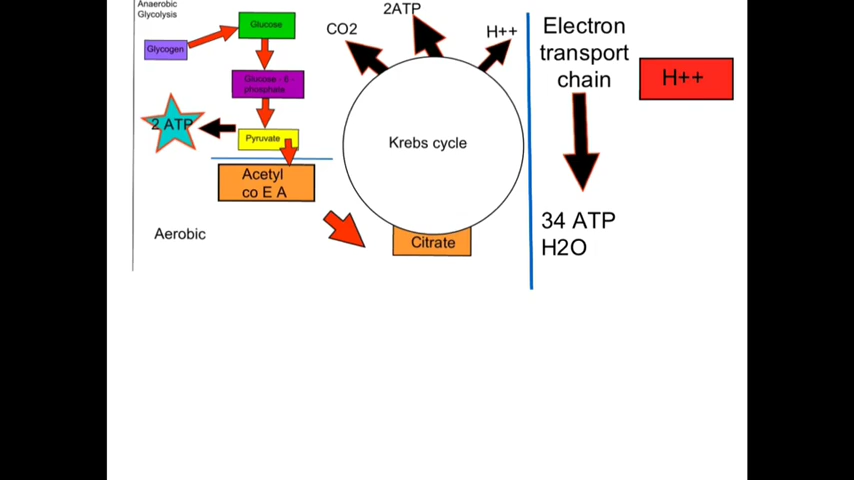 Anaerobic
Glycolysis
Glucose
Glycogen
Glucose - 6 -
phosphate
2 ATP
Pyruvate
Acetyl
co E A
Aerobic
CO2
2ATP
H++
Krebs cycle
Citrate
Electron
transport
chain
H++
34 ATP
H2O